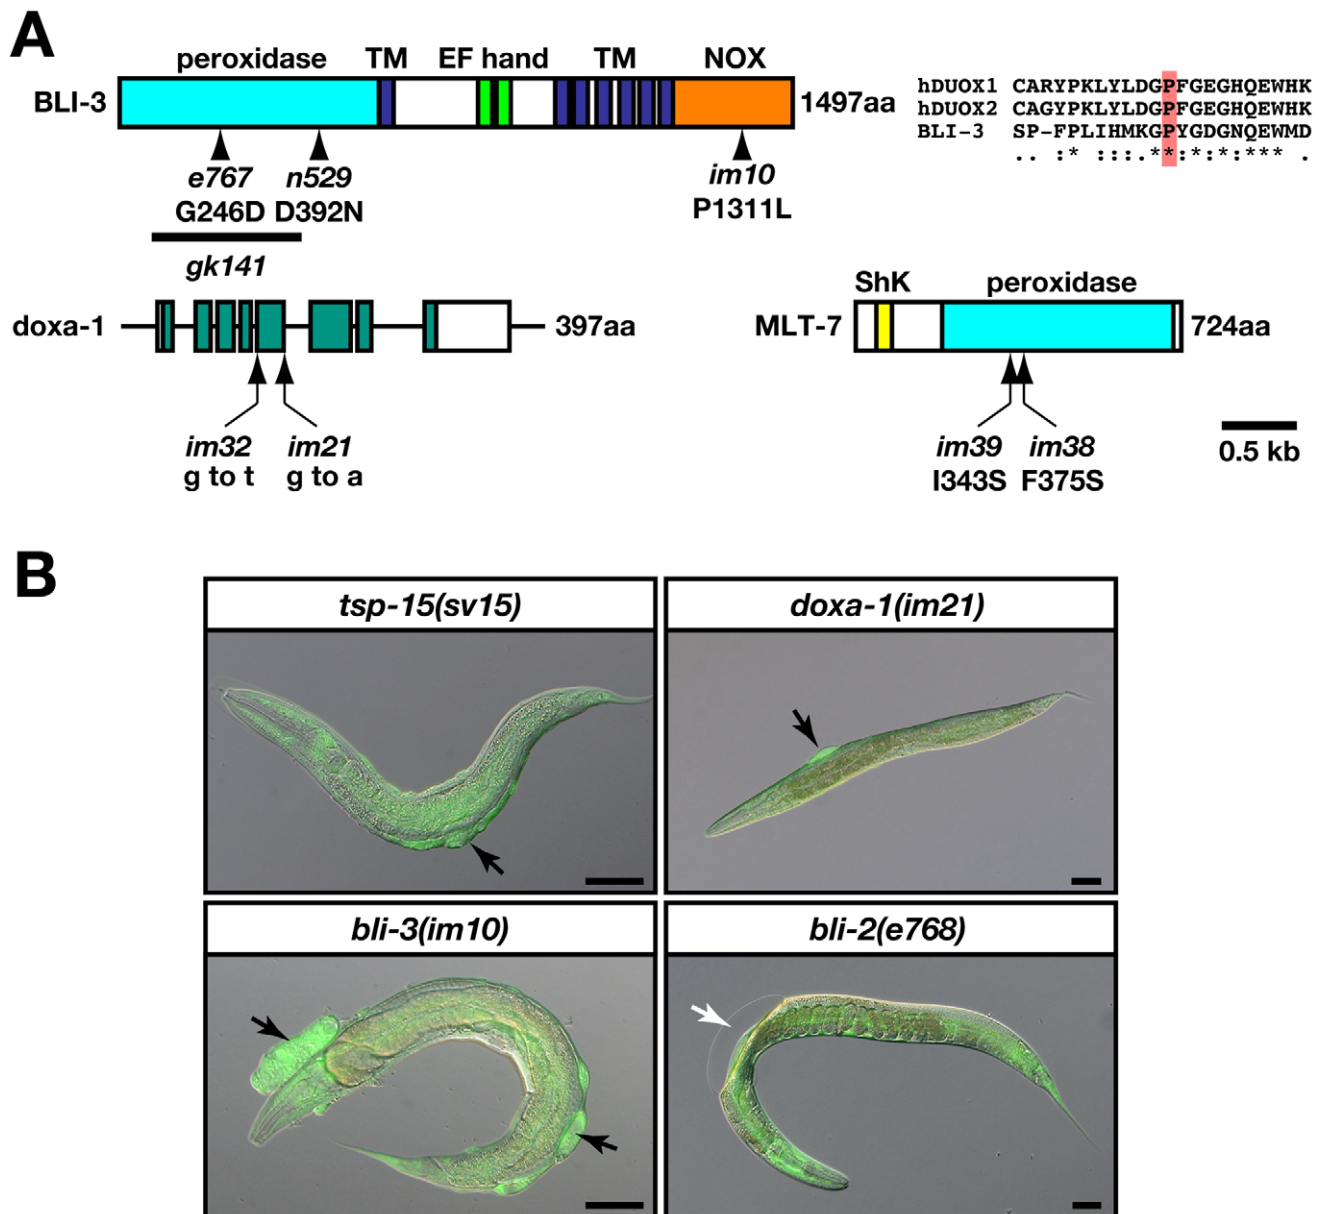 A
peroxidase TM EF hand TM NOX
BLI-3 1497aa
e767 n529 im10
G246D D392N P1311L
hDUOX1 CARYPKLYLDGPFGEGHQEWHK
hDUOX2 CAGYPKLYLDGPFGEGHQEWHK
BLI-3 SP-FPLIHMKGPYGDGNQEWMD
.. :* :::.**:*:*:*** .
gk141
doxa-1 397aa
im32 im21
g to t g to a
ShK peroxidase
MLT-7 724aa
im39 im38
I343S F375S
0.5 kb
B
tsp-15(sv15) doxa-1(im21)
bli-3(im10) bli-2(e768)